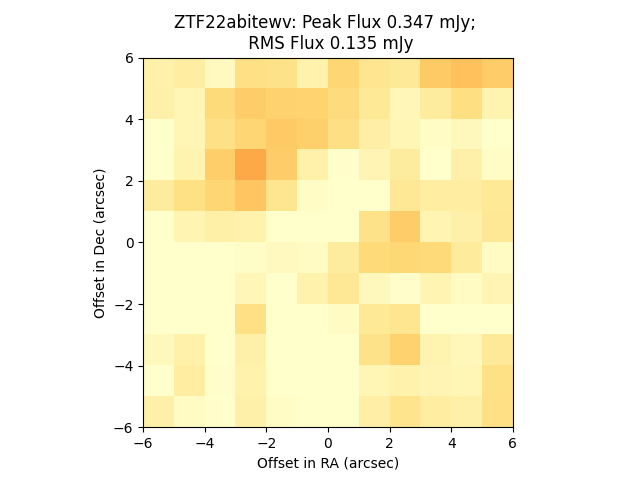 ZTF22abitewv: Peak Flux 0.347 mJy;
RMS Flux 0.135 mJy
6
4
2
0
−2
−4
−6
Offset in Dec (arcsec)
−6 −4 −2 0 2 4 6
Offset in RA (arcsec)